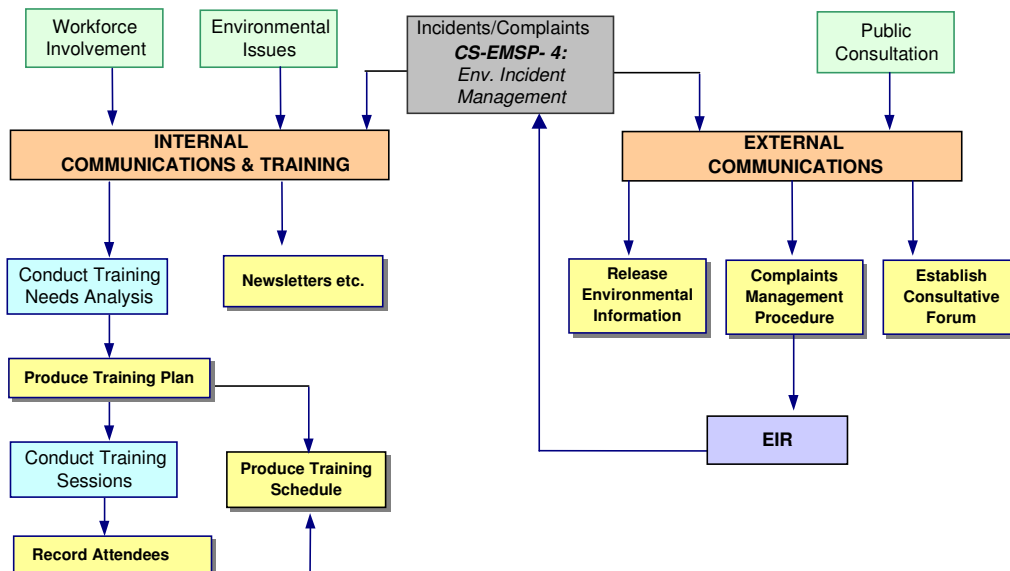 Workforce
Involvement
Environmental
Issues
Incidents/Complaints
CS-EMSP- 4:
Env. Incident
Management
Public
Consultation
INTERNAL
COMMUNICATIONS & TRAINING
EXTERNAL
COMMUNICATIONS
Conduct Training
Needs Analysis
Newsletters etc.
Release
Environmental
Information
Complaints
Management
Procedure
Establish
Consultative
Forum
Produce Training Plan
EIR
Conduct Training
Sessions
Produce Training
Schedule
Record Attendees